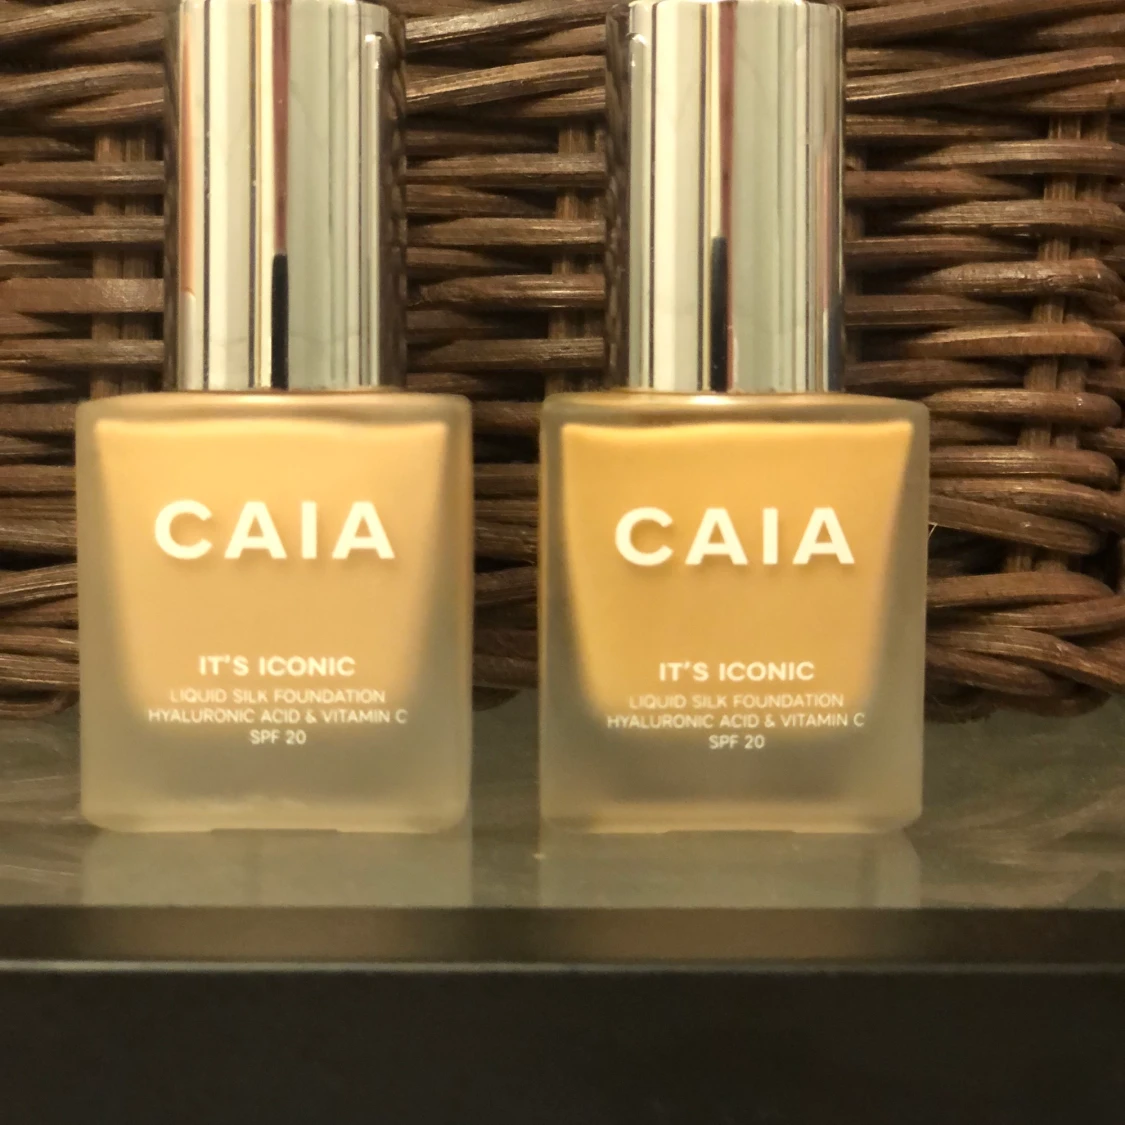 CAIA
IT'S ICONIC
LIQUID SILK FOUNDATION
HYALURONIC ACID & VITAMIN C
SPF 20
CAIA
IT'S ICONIC
LIQUID SILK FOUNDATION
HYALURONIC ACID & VITAMIN C
SPF 20